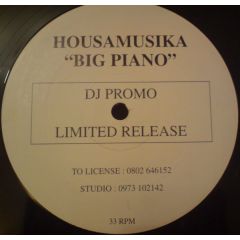 HOUSAMUSIKA
"BIG PIANO"
DJ PROMO
LIMITED RELEASE
TO LICENSE : 0802 646152
STUDIO : 0973 102142
33 RPM